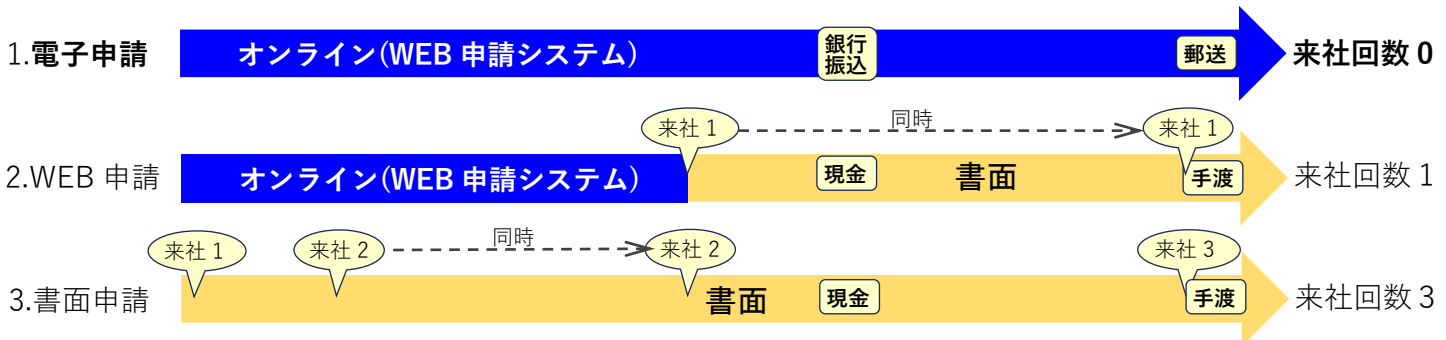 1.電子申請
オンライン(WEB 申請システム)
銀行
振込
郵送
来社回数 0
来社 1
同時
来社 1
2.WEB 申請
オンライン(WEB 申請システム)
現金
書面
手渡
来社回数 1
来社 1
来社 2
同時
来社 2
来社 3
3.書面申請
書面
現金
手渡
来社回数 3